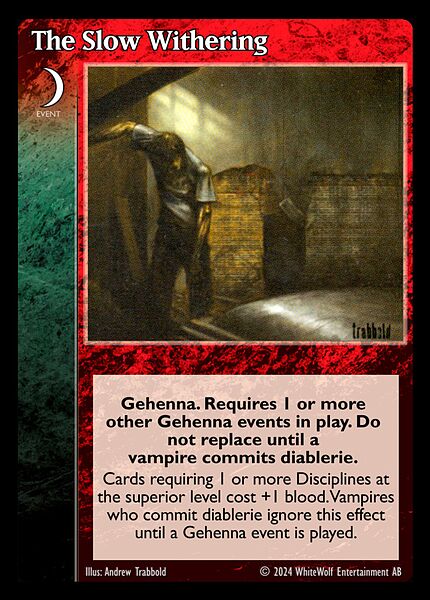 The Slow Withering
EVENT
trabbold
Gehenna. Requires 1 or more
other Gehenna events in play. Do
not replace until a
vampire commits diablerie.
Cards requiring 1 or more Disciplines at
the superior level cost +1 blood.Vampires
who commit diablerie ignore this effect
until a Gehenna event is played.
Illus: Andrew Trabbold
© 2024 WhiteWolf Entertainment AB